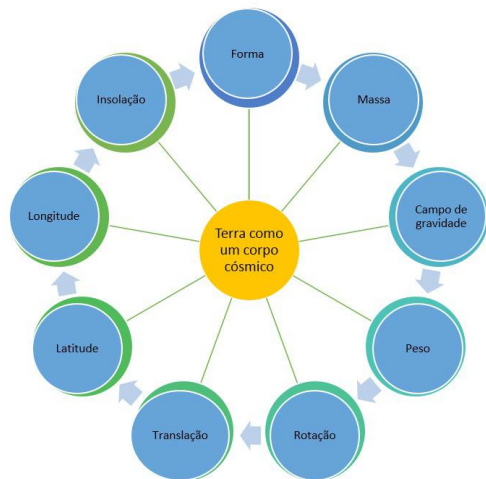 Forma
Massa
Campo de
gravidade
Peso
Rotação
Translação
Latitude
Longitude
Insolação
Terra como
um corpo
cósmico